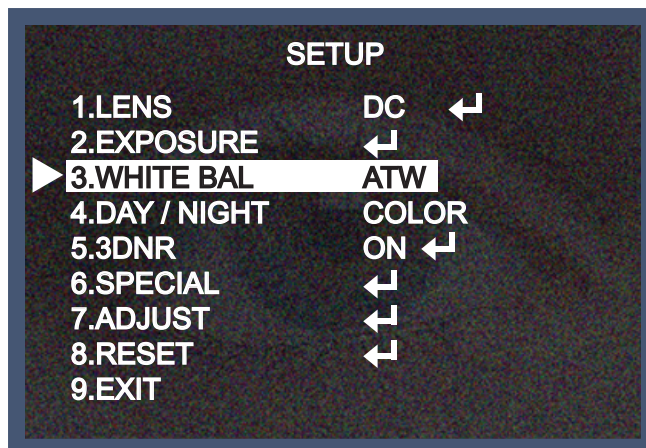 SETUP
1.LENS DC ↵
2.EXPOSURE ↵
3.WHITE BAL ATW
4.DAY / NIGHT COLOR
5.3DNR ON ↵
6.SPECIAL ↵
7.ADJUST ↵
8.RESET ↵
9.EXIT